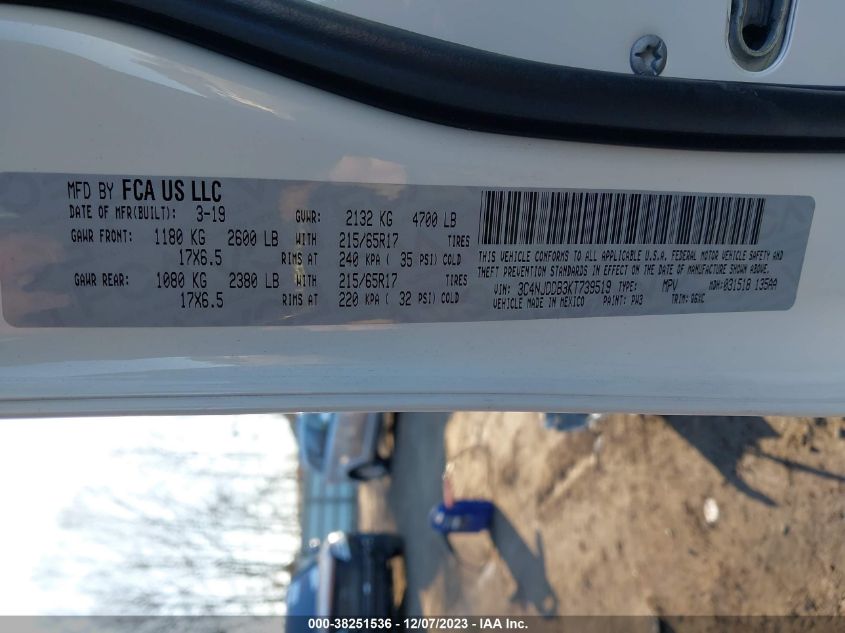 MFD BY FCA US LLC
DATE OF MFR(BUILT): 3-19 GVWR: 2132 KG 4700 LB
GAWR FRONT: 1180 KG 2600 LB WITH 215/65R17 TIRES
17X6.5 RIMS AT 240 KPA ( 35 PSI) COLD
GAWR REAR: 1080 KG 2380 LB WITH 215/65R17 TIRES
17X6.5 RIMS AT 220 KPA ( 32 PSI) COLD
THIS VEHICLE CONFORMS TO ALL APPLICABLE U.S.A. FEDERAL MOTOR VEHICLE SAFETY AND
THEFT PREVENTION STANDARDS IN EFFECT ON THE DATE OF MANUFACTURE SHOWN ABOVE.
VIN: 3C4NJDDB3KT739519 TYPE: MPV MDH: 031518 135AA
VEHICLE MADE IN MEXICO PAINT: PW3 TRIM:
000-38251536 - 12/07/2023 - IAAI.COM